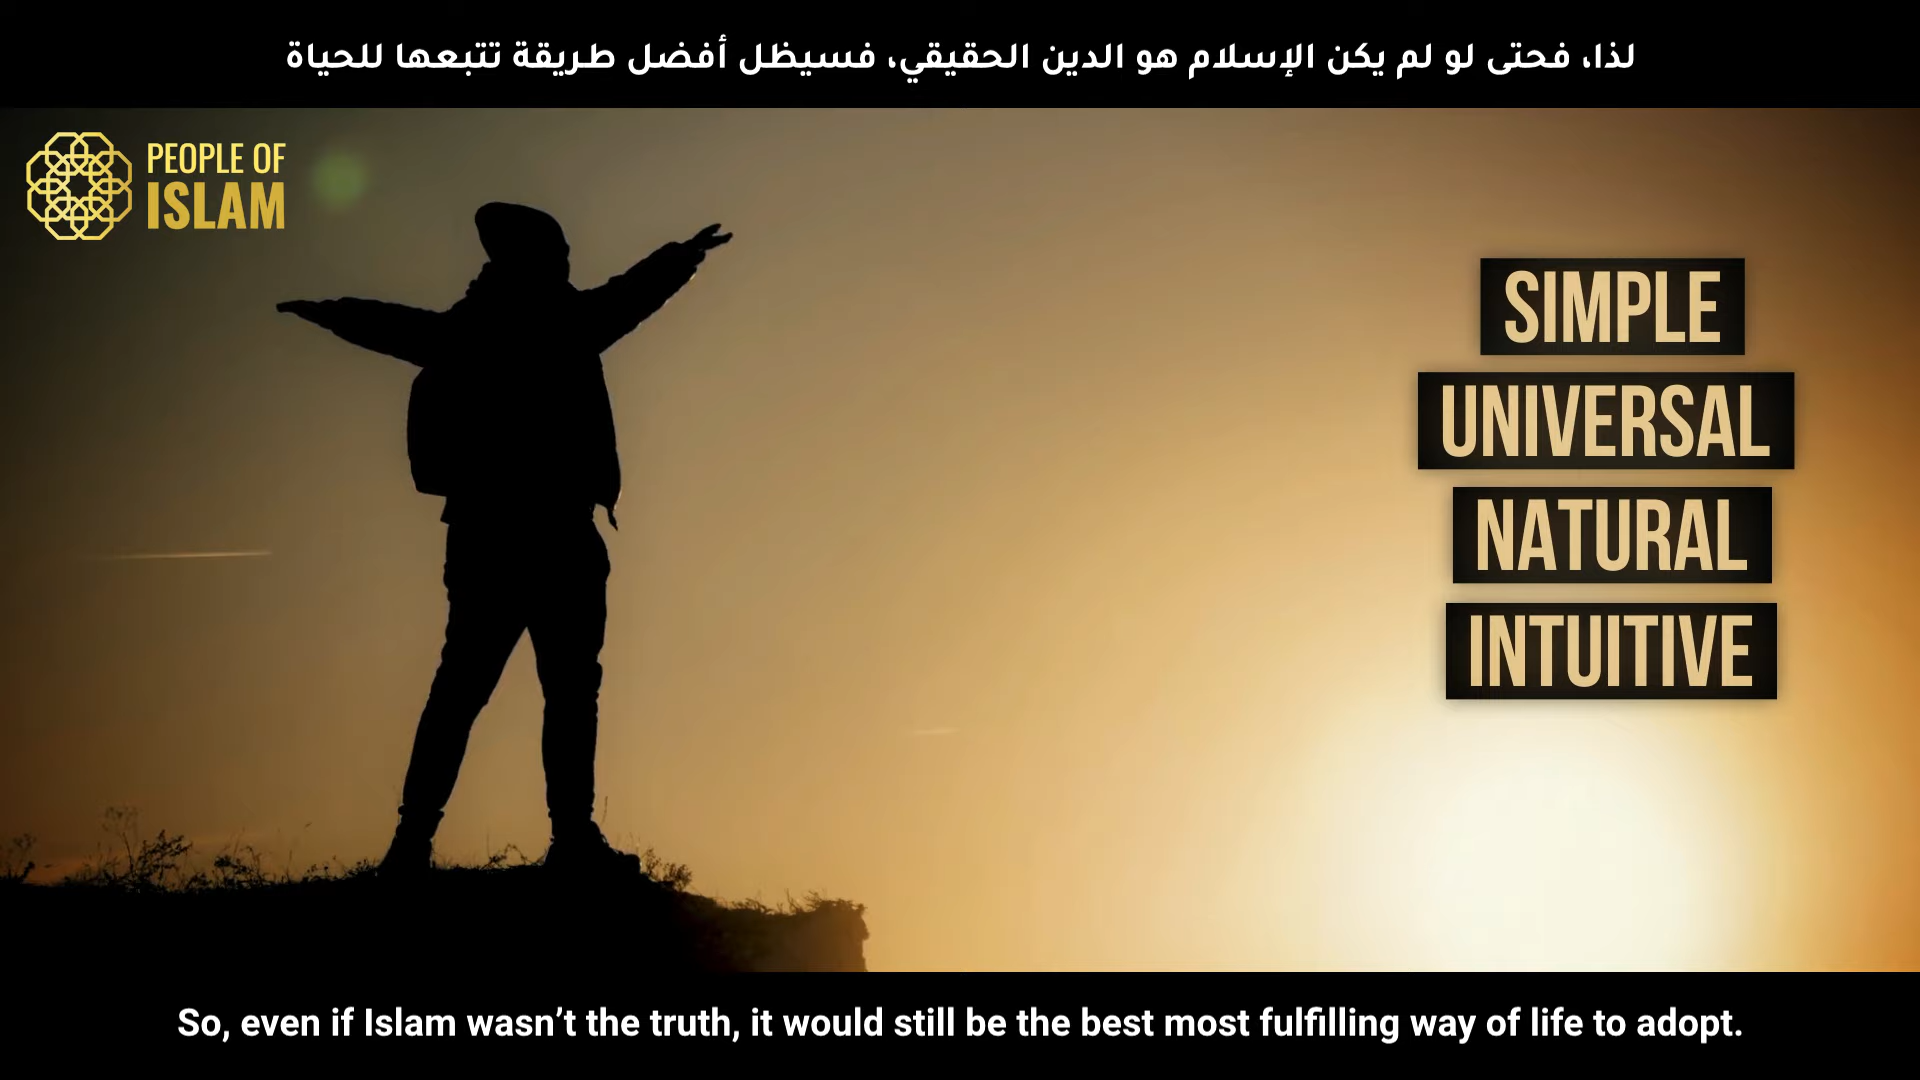 لذا، فحتى لو لم يكن الإسلام هو الدين الحقيقي، فسيظل أفضل طريقة تتبعها للحياة
PEOPLE OF
ISLAM
SIMPLE
UNIVERSAL
NATURAL
INTUITIVE
So, even if Islam wasn’t the truth, it would still be the best most fulfilling way of life to adopt.